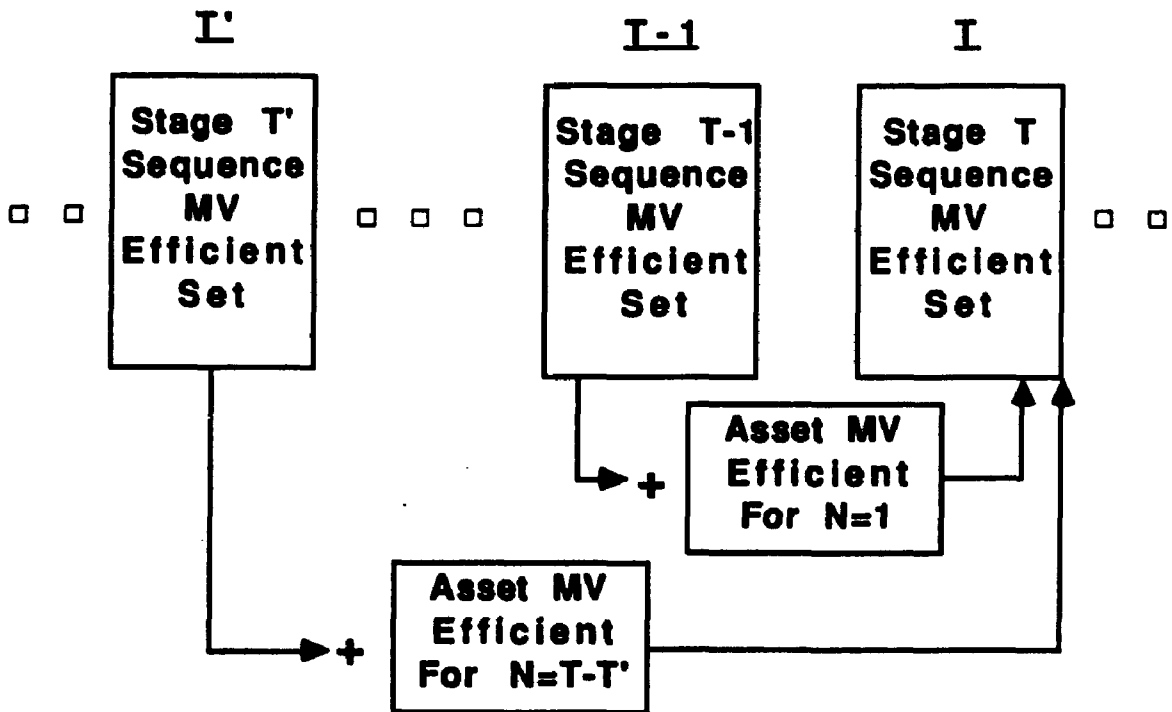 T'
T-1
T
Stage T'
Sequence
MV
Efficient
Set
Stage T-1
Sequence
MV
Efficient
Set
Stage T
Sequence
MV
Efficient
Set
+
Asset MV
Efficient
For N=1
+
Asset MV
Efficient
For N=T-T'